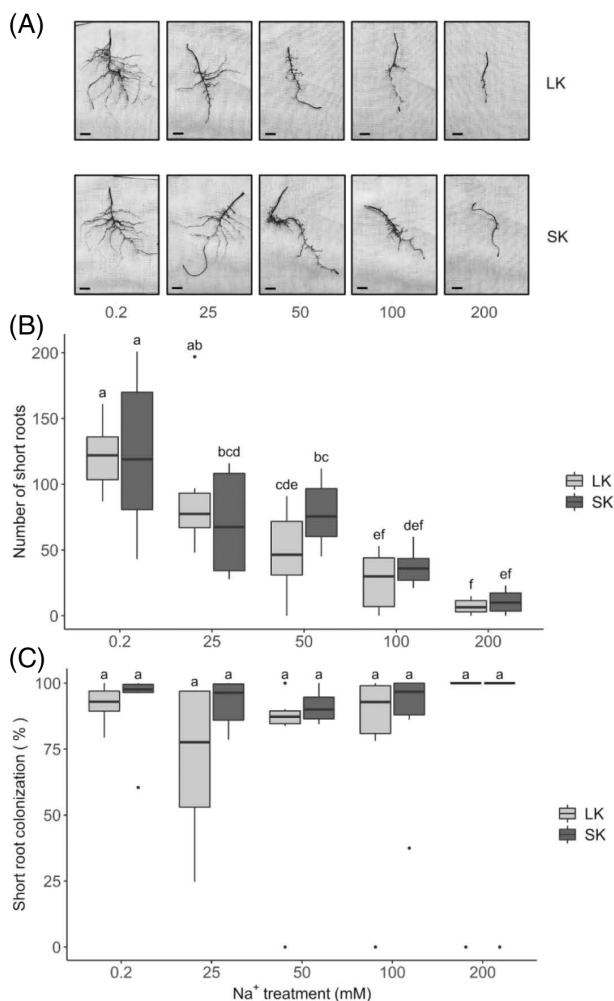 (A)
LK
SK
0.2 25 50 100 200
(B)
Number of short roots
200
150
100
50
0
a a ab bcd cde bc ef def f ef
LK
SK
0.2 25 50 100 200
(C)
Short root colonization ( % )
100
75
50
25
0
a a a a a a a a a a
LK
SK
0.2 25 50 100 200
Na⁺ treatment (mM)